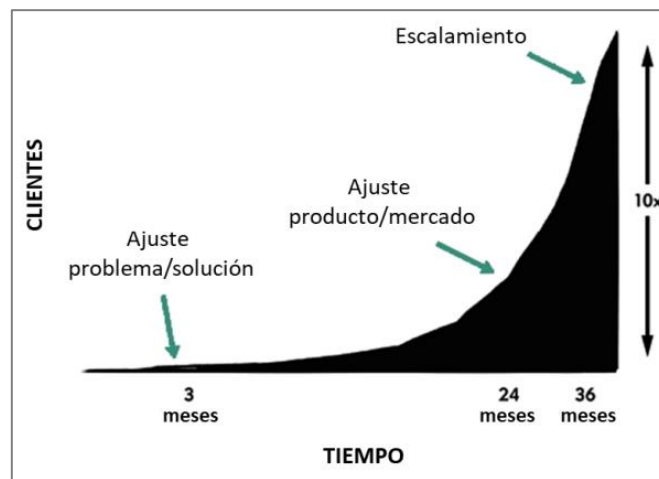 Escalamiento
CLIENTES
Ajuste
producto/mercado
10x
Ajuste
problema/solución
3
meses
24
meses
36
meses
TIEMPO